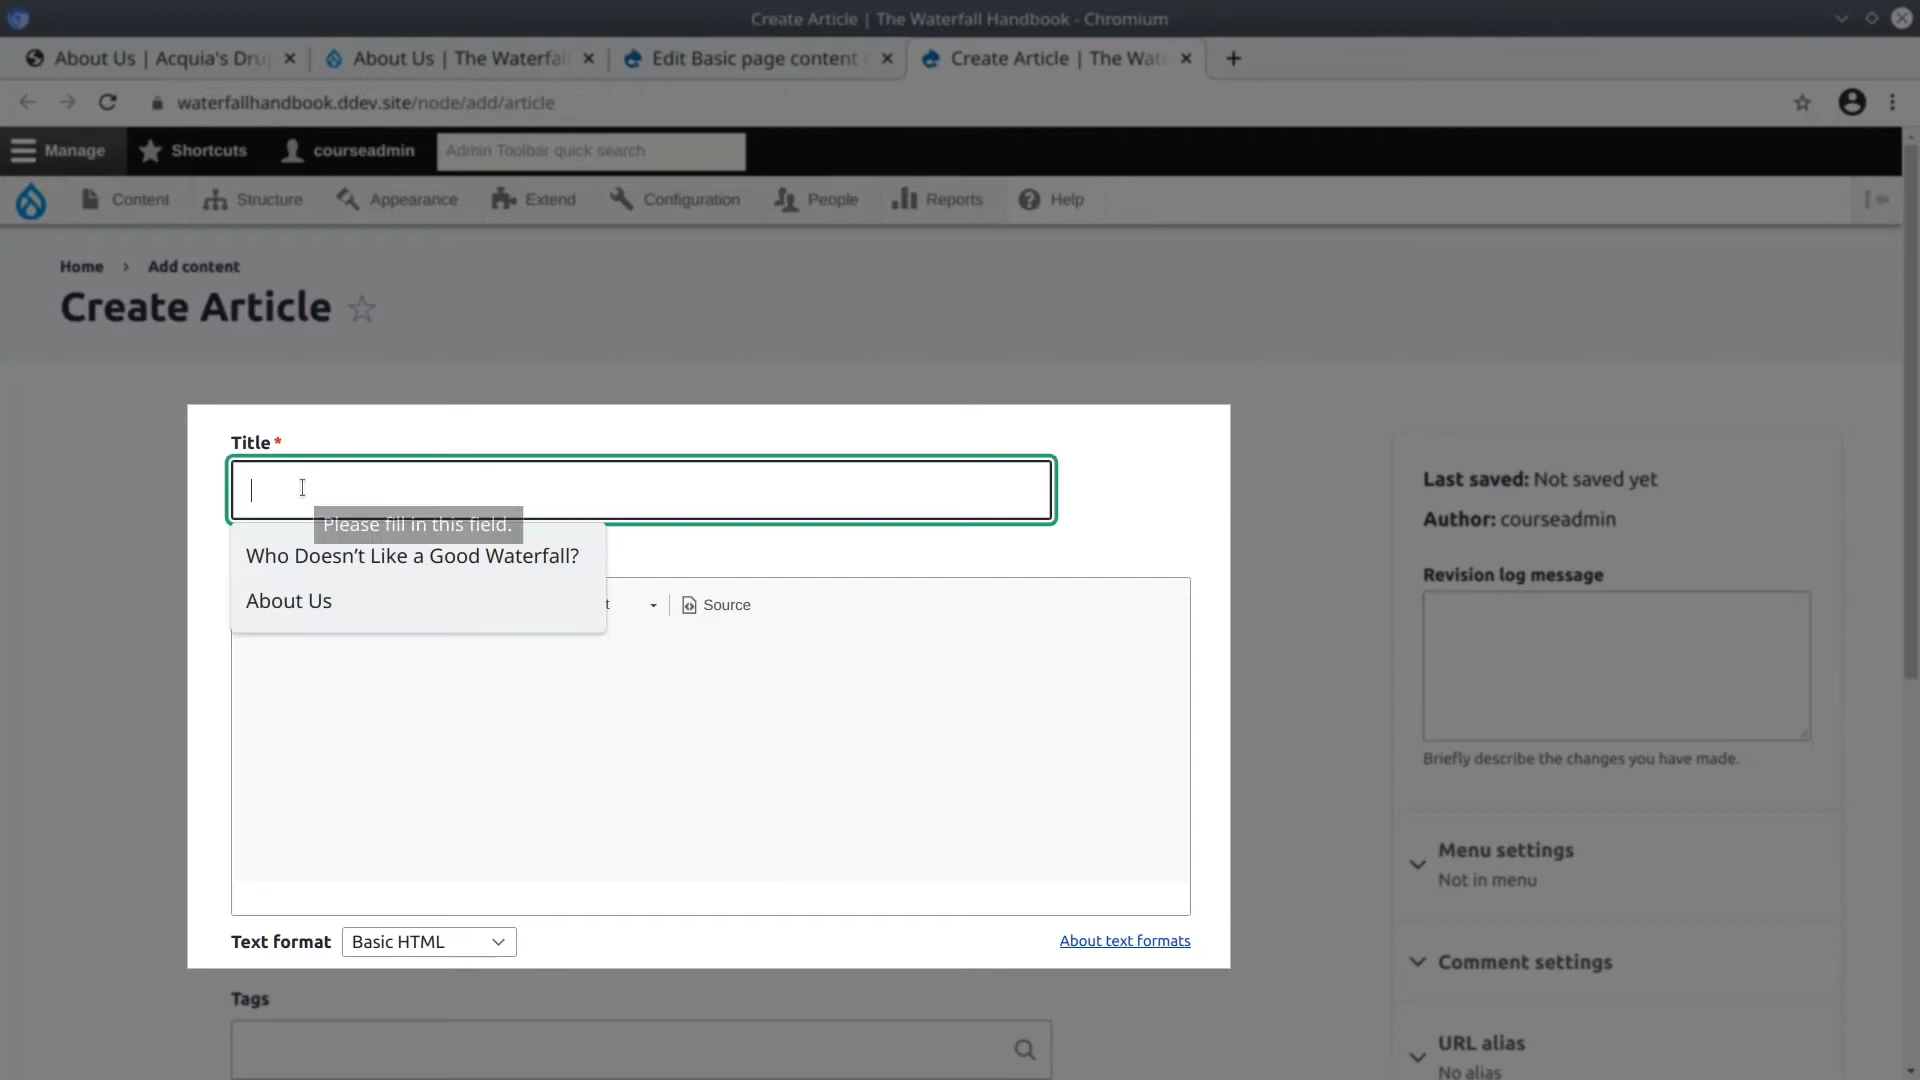 Create Article | The Waterfall Handbook - Chromium
About Us | Acquia's Dru
About Us | The Waterfal
Edit Basic page content
Create Article | The Wate
waterfallhandbook.ddev.site/node/add/article
Manage
Shortcuts
courseadmin
Admin Toolbar quick search
Content
Structure
Appearance
Extend
Configuration
People
Reports
Help
Home › Add content
Create Article
Title*
Please fill in this field.
Who Doesn’t Like a Good Waterfall?
About Us
t
Source
Text format
Basic HTML
About text formats
Tags
Last saved: Not saved yet
Author: courseadmin
Revision log message
Briefly describe the changes you have made.
Menu settings
Not in menu
Comment settings
URL alias
No alias